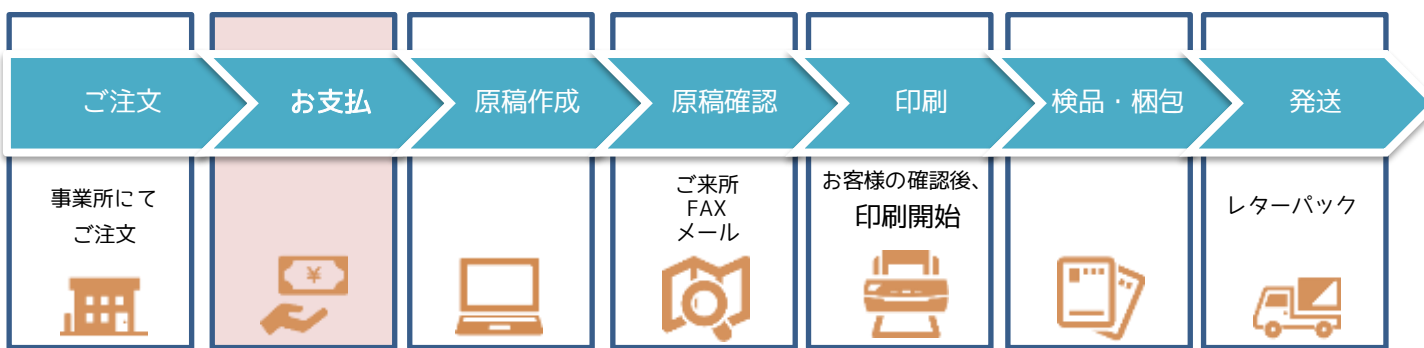 ご注文
お支払
原稿作成
原稿確認
印刷
検品・梱包
発送
事業所にて
ご注文
¥
ご来所
FAX
メール
お客様の確認後、
印刷開始
レターパック